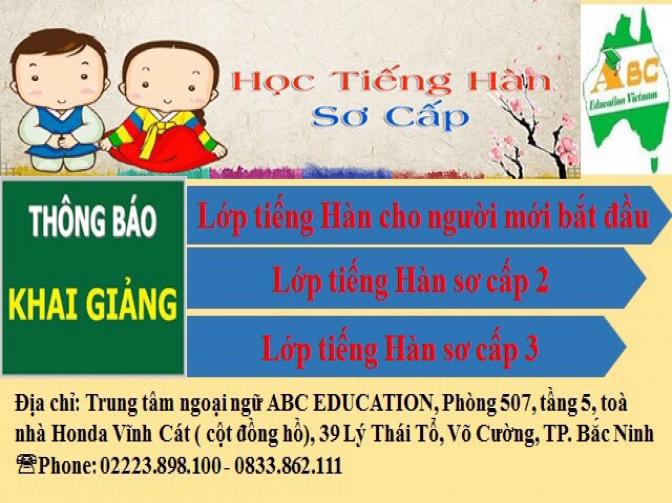 Học Tiếng Hàn
Sơ Cấp
ABC
Education Vietnam
THÔNG BÁO
KHAI GIẢNG
Lớp tiếng Hàn cho người mới bắt đầu
Lớp tiếng Hàn sơ cấp 2
Lớp tiếng Hàn sơ cấp 3
Địa chỉ: Trung tâm ngoại ngữ ABC EDUCATION, Phòng 507, tầng 5, toà
nhà Honda Vĩnh Cát ( cột đồng hồ), 39 Lý Thái Tổ, Võ Cường, TP. Bắc Ninh
☏Phone: 02223.898.100 - 0833.862.111